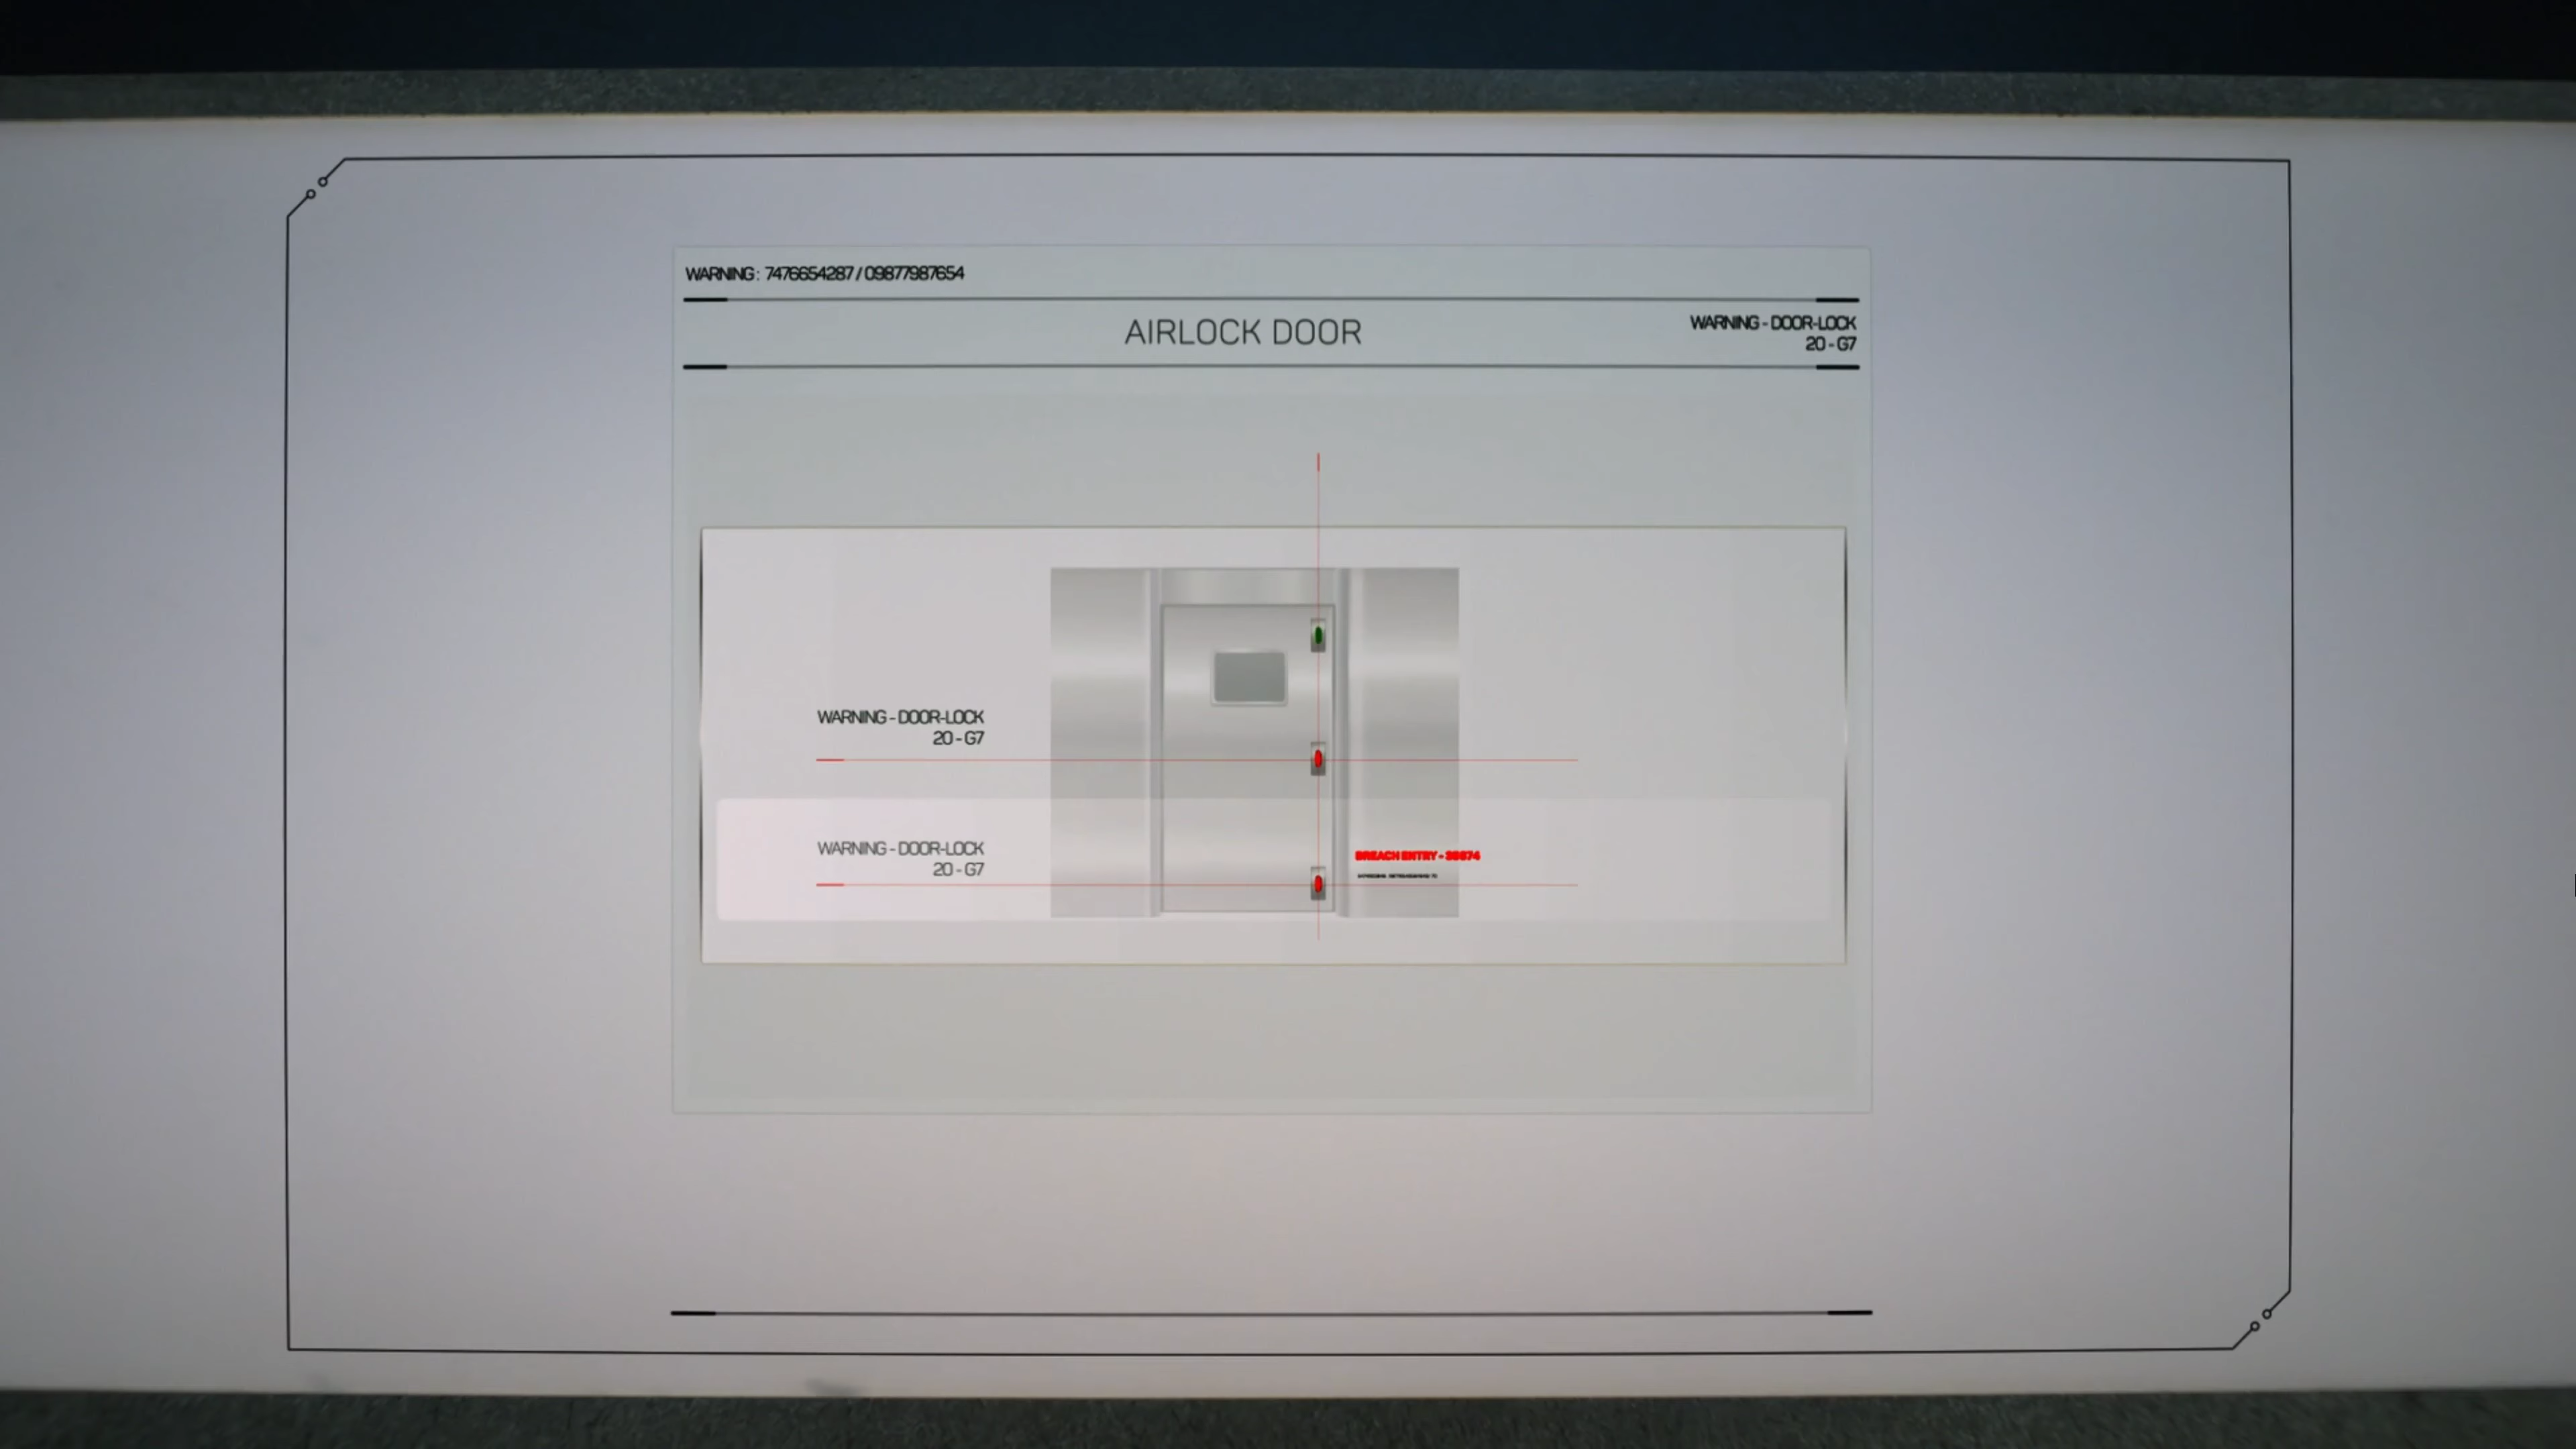 WARNING : 7476654287 / 09877987654
AIRLOCK DOOR
WARNING - DOOR-LOCK
20 - G7
WARNING - DOOR-LOCK
20 - G7
WARNING - DOOR-LOCK
20 - G7
BREACH ENTRY -